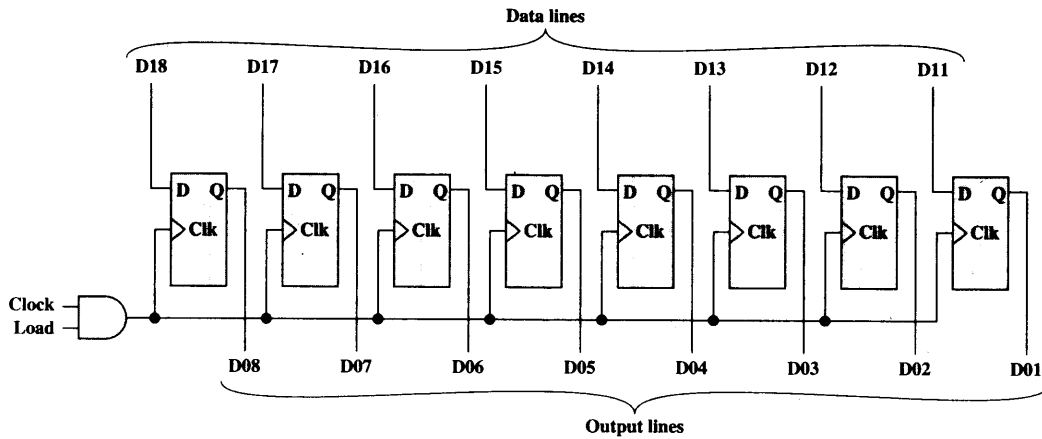 Data lines
D18 D17 D16 D15 D14 D13 D12 D11
D Q D Q D Q D Q D Q D Q D Q D Q
Clk Clk Clk Clk Clk Clk Clk Clk
Clock
Load
D08 D07 D06 D05 D04 D03 D02 D01
Output lines